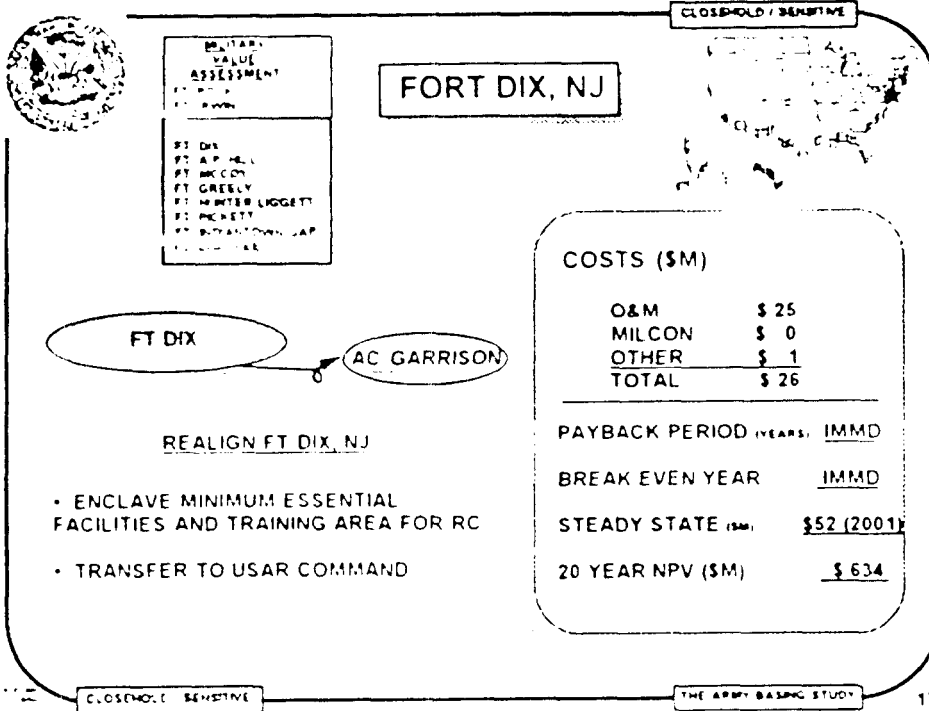 CLOSEHOLD / SENSITIVE
MILITARY
VALUE
ASSESSMENT
FORT DIX, NJ
FT DIX
FT A.P. HILL
FT MCCOY
FT GREELY
FT HUNTER LIGGETT
FT PICKETT
FT INDIANTOWN GAP
FT DIX
AC GARRISON
REALIGN FT DIX, NJ
• ENCLAVE MINIMUM ESSENTIAL
FACILITIES AND TRAINING AREA FOR RC
• TRANSFER TO USAR COMMAND
COSTS ($M)
O&M $ 25
MILCON $ 0
OTHER $ 1
TOTAL $ 26
PAYBACK PERIOD (YEARS) IMMD
BREAK EVEN YEAR IMMD
STEADY STATE ($M) $52 (2001)
20 YEAR NPV ($M) $ 634
CLOSEHOLD SENSITIVE
THE ARMY BASING STUDY